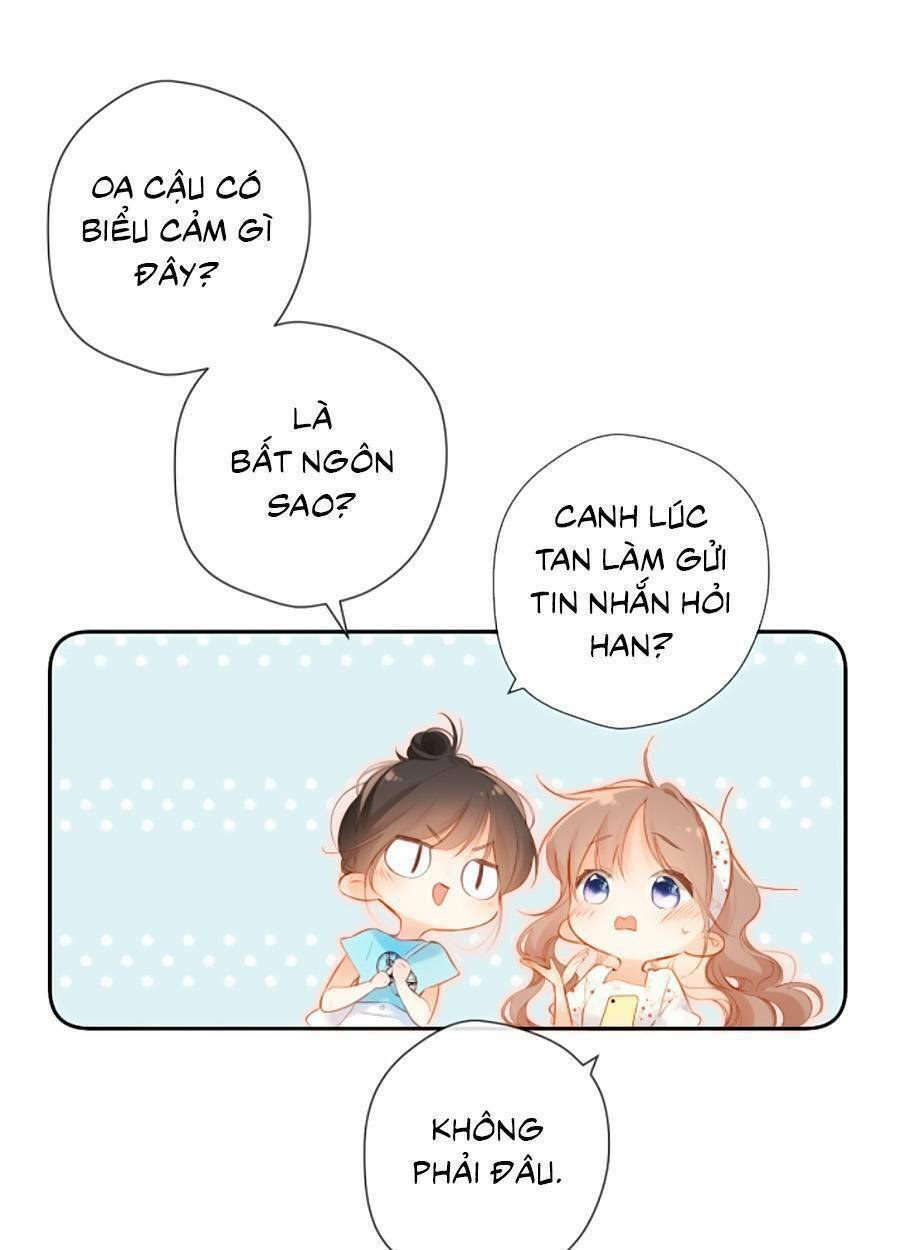 OA CẬU CÓ
BIỂU CẢM GÌ
ĐÂY?
LÀ
BẤT NGÔN
SAO?
CANH LÚC
TAN LÀM GỬI
TIN NHẮN HỎI
HAN?
KHÔNG
PHẢI ĐÂU.